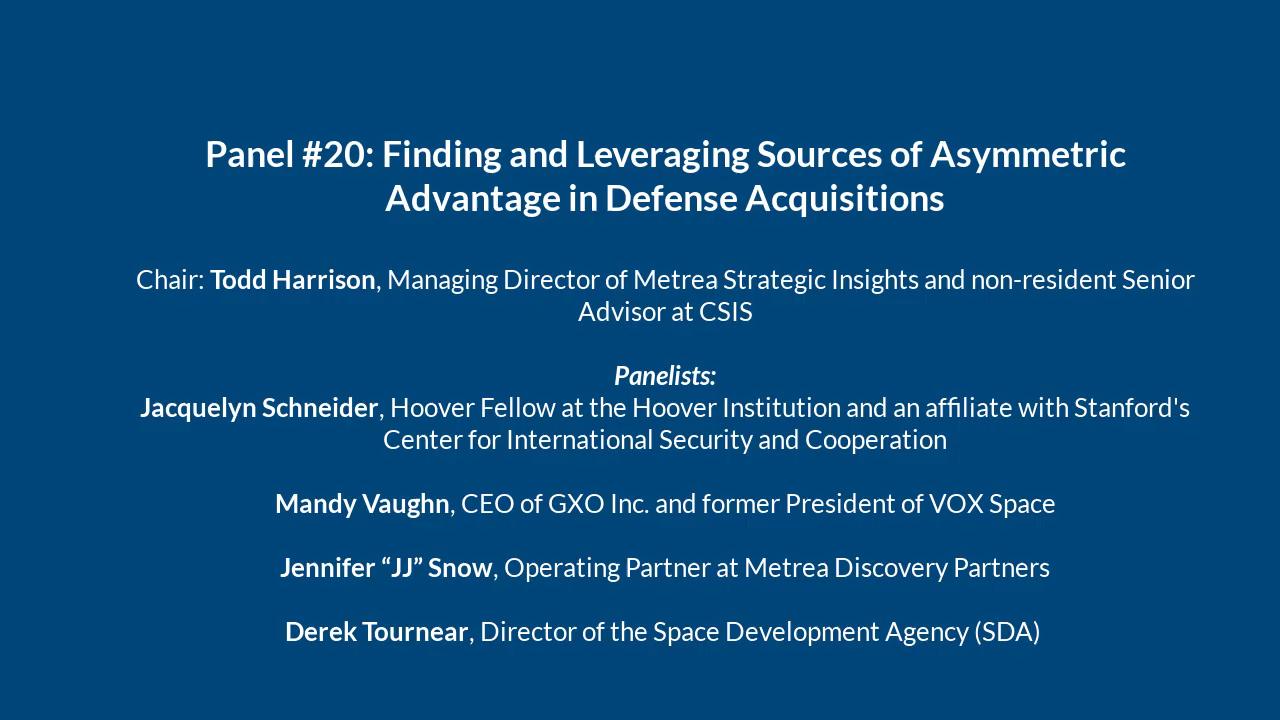 Panel #20: Finding and Leveraging Sources of Asymmetric
Advantage in Defense Acquisitions
Chair: Todd Harrison, Managing Director of Metrea Strategic Insights and non-resident Senior
Advisor at CSIS
Panelists:
Jacquelyn Schneider, Hoover Fellow at the Hoover Institution and an affiliate with Stanford's
Center for International Security and Cooperation
Mandy Vaughn, CEO of GXO Inc. and former President of VOX Space
Jennifer “JJ” Snow, Operating Partner at Metrea Discovery Partners
Derek Tournear, Director of the Space Development Agency (SDA)